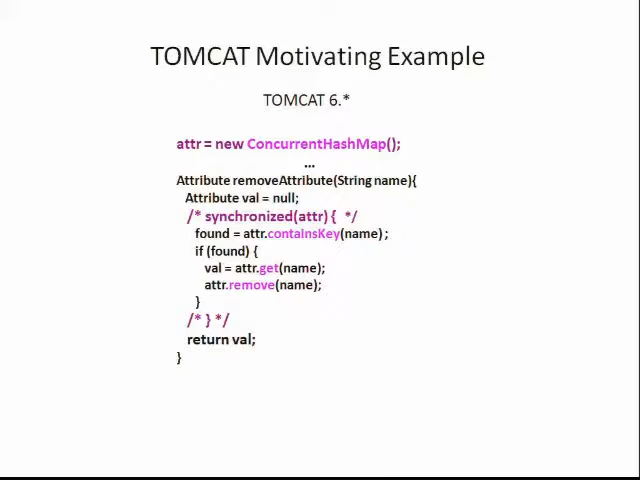 TOMCAT Motivating Example
TOMCAT 6.*
attr = new ConcurrentHashMap();
...
Attribute removeAttribute(String name){
Attribute val = null;
/* synchronized(attr) { */
found = attr.containsKey(name) ;
if (found) {
val = attr.get(name);
attr.remove(name);
}
/* } */
return val;
}